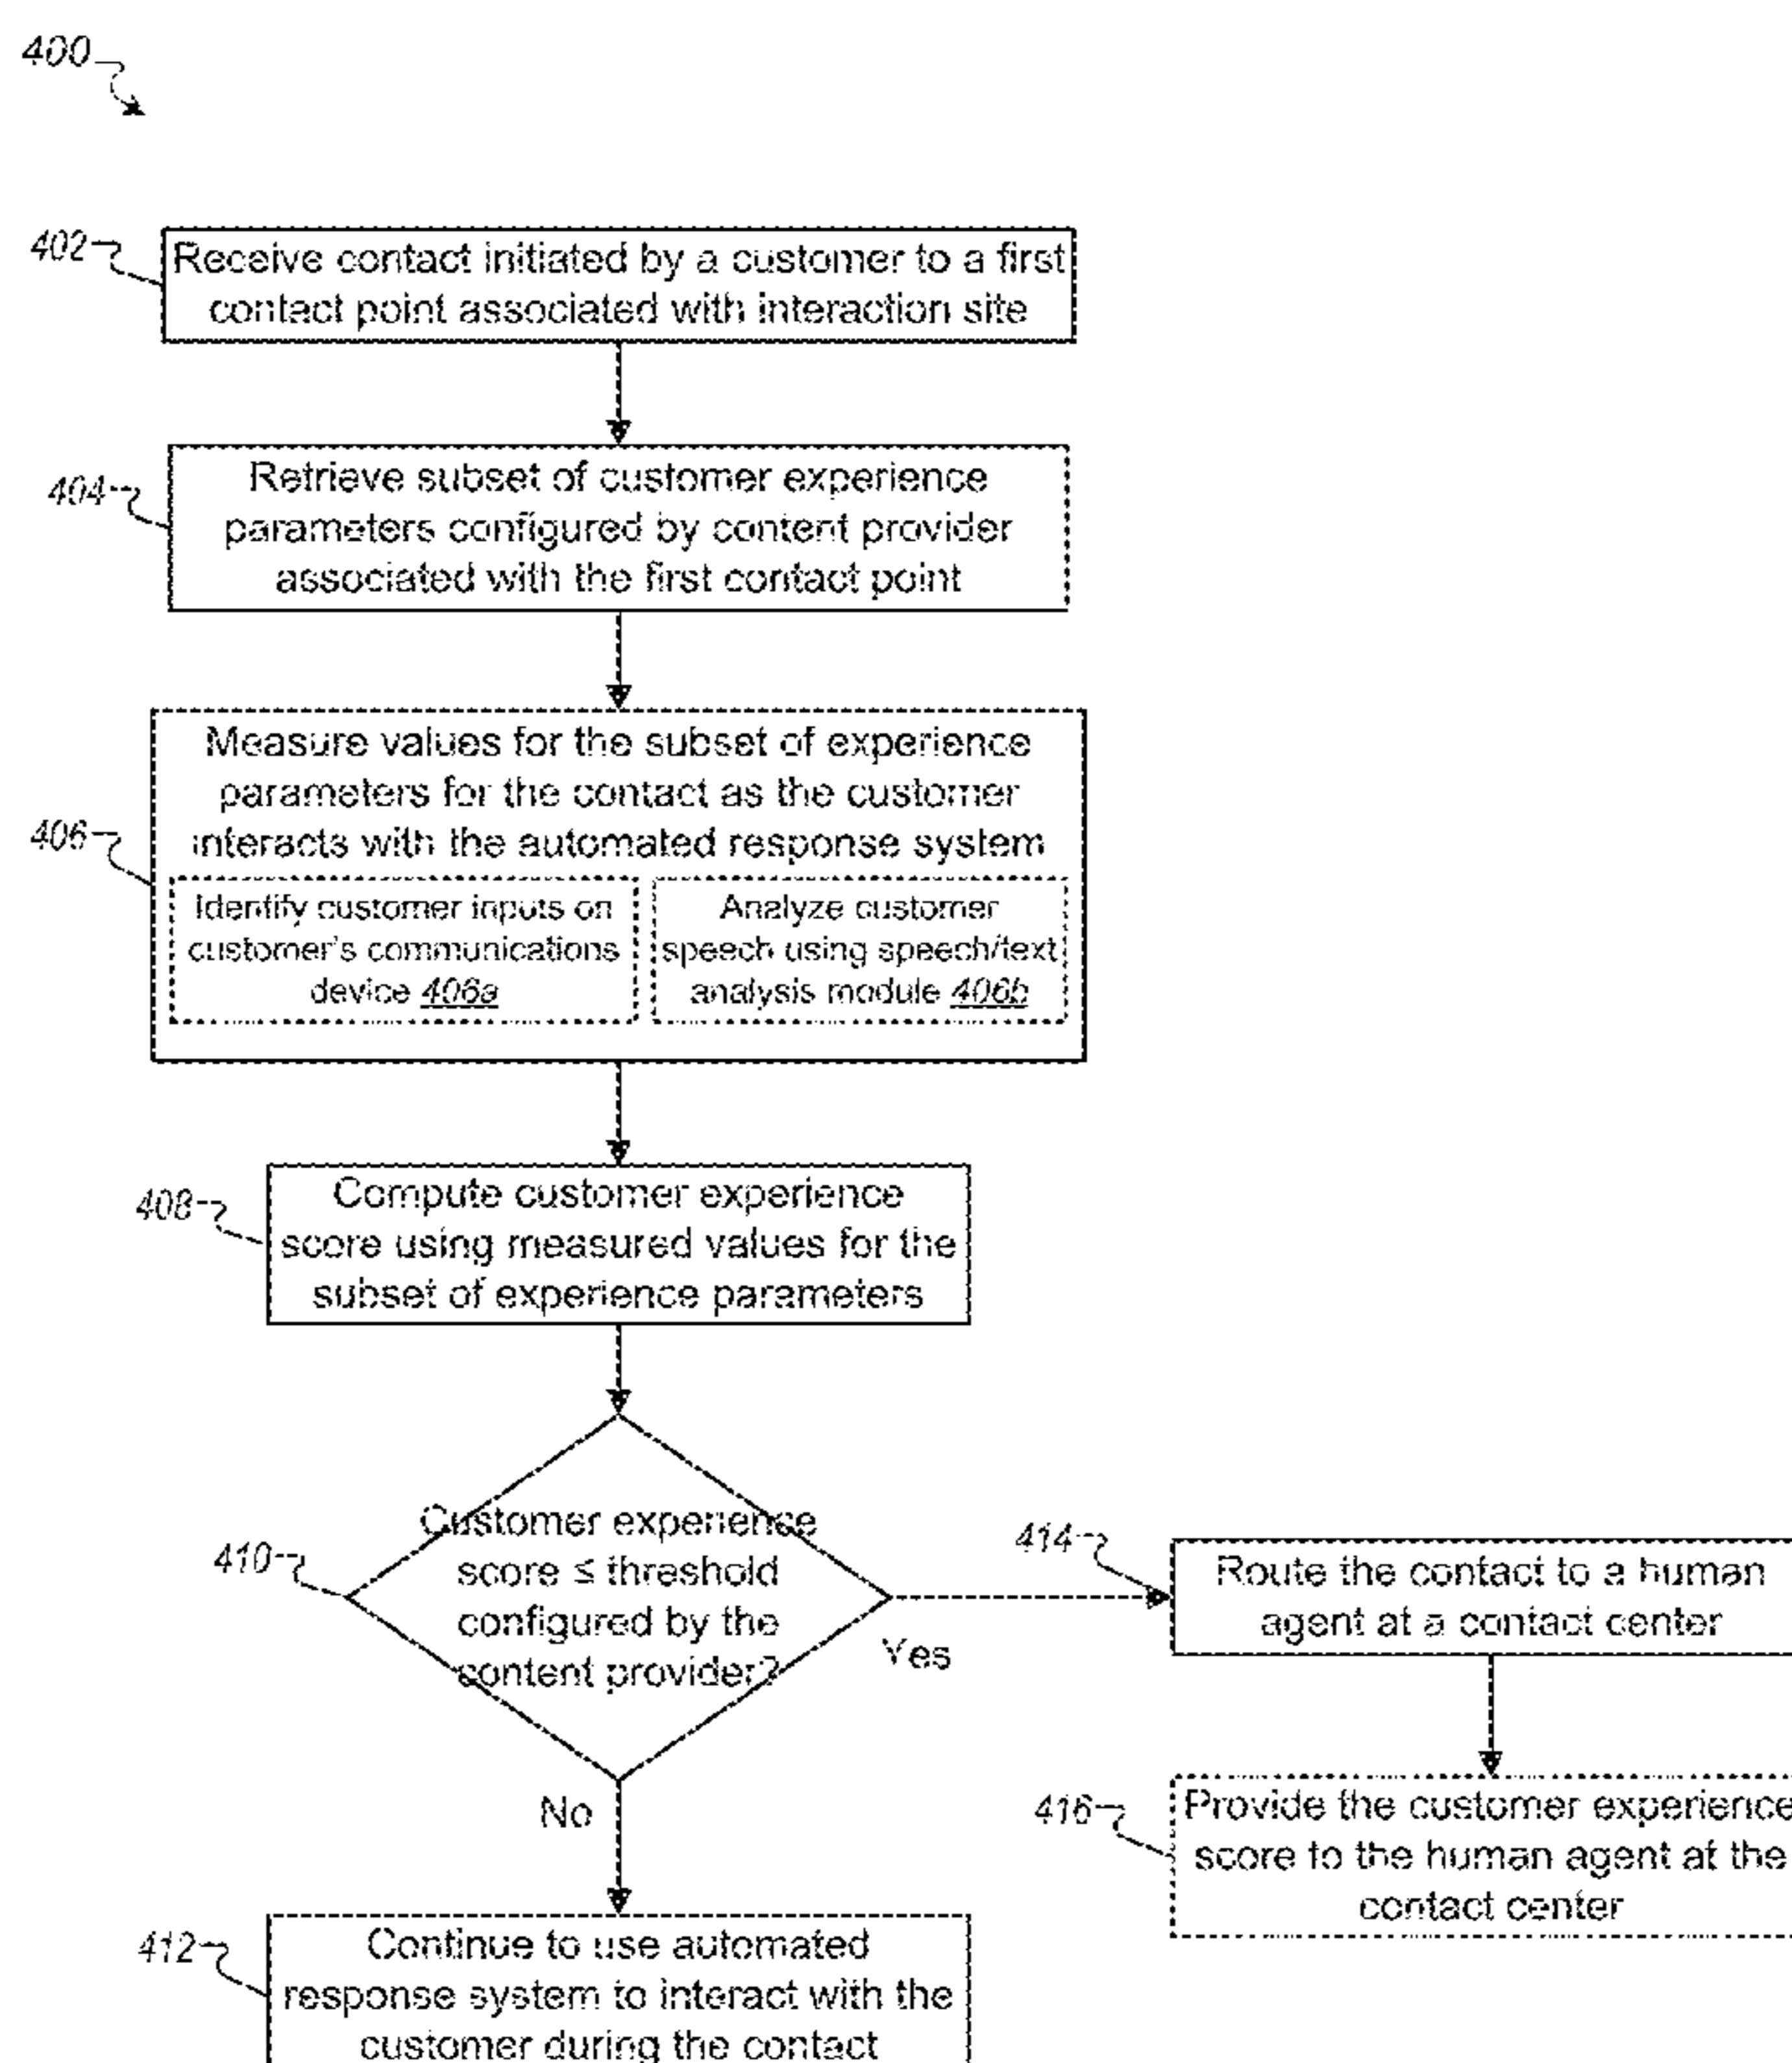 400
402
Receive contact initiated by a customer to a first
contact point associated with interaction site
404
Retrieve subset of customer experience
parameters configured by content provider
associated with the first contact point
406
Measure values for the subset of experience
parameters for the contact as the customer
interacts with the automated response system
Identify customer inputs on
customer's communications
device 406a
Analyze customer
speech using speech/text
analysis module 406b
408
Compute customer experience
score using measured values for the
subset of experience parameters
410
Customer experience
score ≤ threshold
configured by the
content provider?
Yes
No
414
Route the contact to a human
agent at a contact center
416
Provide the customer experience
score to the human agent at the
contact center
412
Continue to use automated
response system to interact with the
customer during the contact